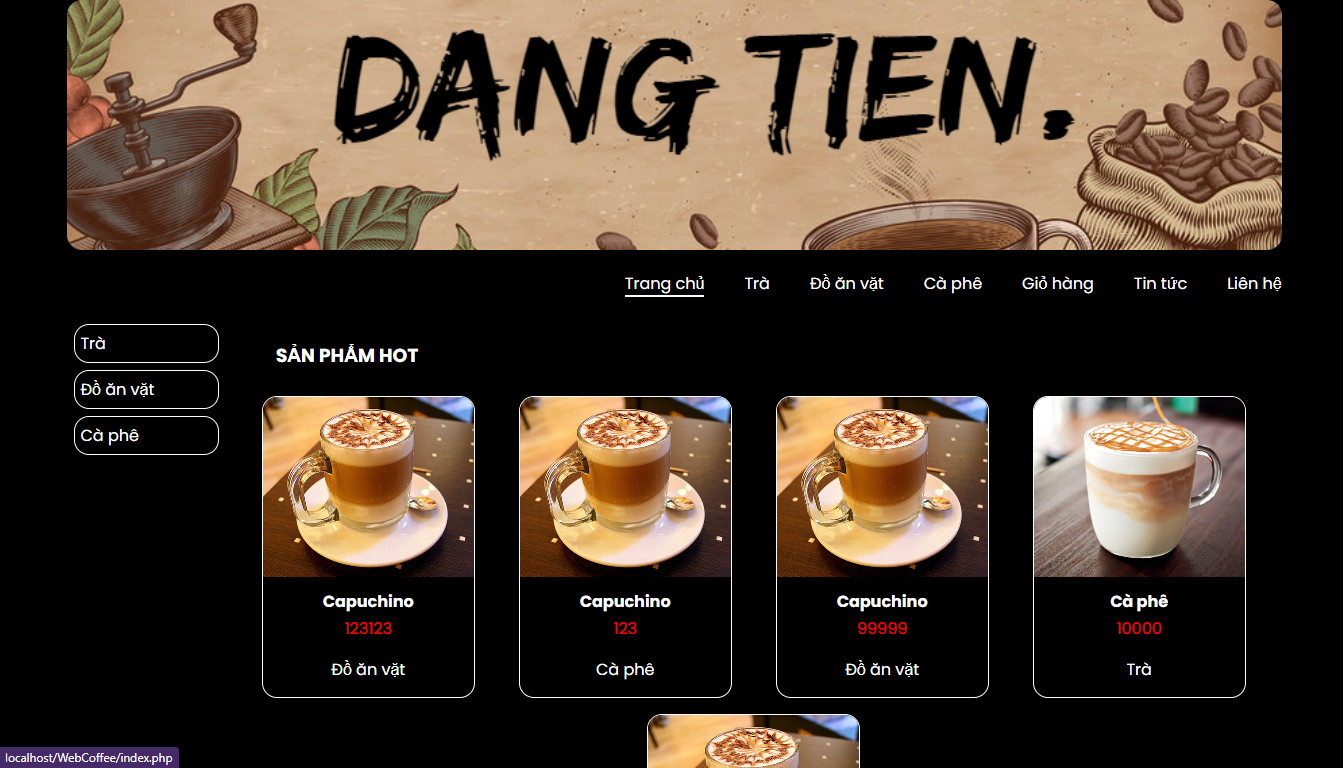 DANG TIEN.
Trang chủ Trà Đồ ăn vặt Cà phê Giỏ hàng Tin tức Liên hệ
Trà
Đồ ăn vặt
Cà phê
SẢN PHẨM HOT
Capuchino Capuchino Capuchino Cà phê
123123 123 99999 10000
Đồ ăn vặt Cà phê Đồ ăn vặt Trà
localhost/WebCoffee/index.php